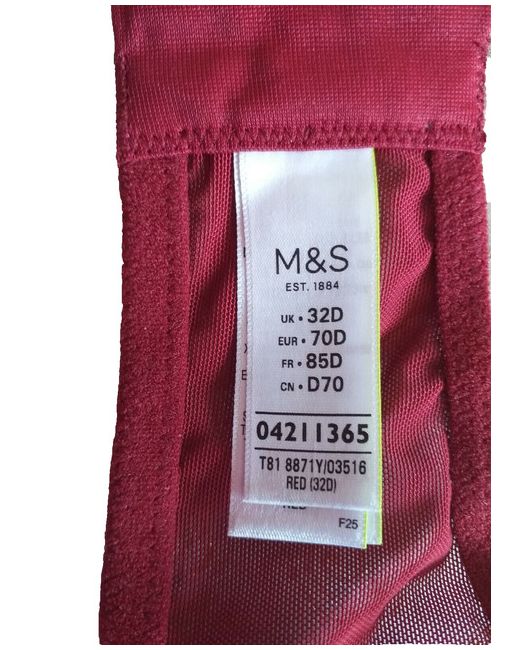 M&S
EST. 1884
UK • 32D
EUR • 70D
FR • 85D
CN • D70
04211365
T81 8871Y/03516
RED (32D)
F25